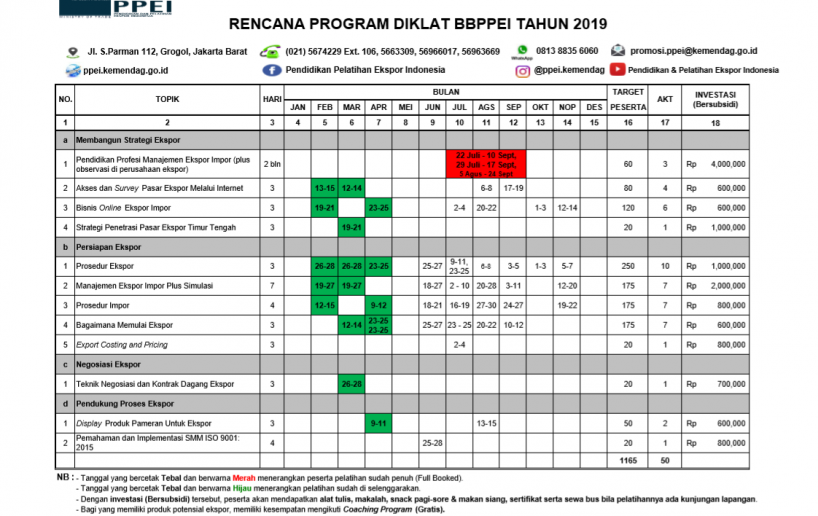 PPEI
RENCANA PROGRAM DIKLAT BBPPEI TAHUN 2019
Jl. S.Parman 112, Grogol, Jakarta Barat (021) 5674229 Ext. 106, 5663309, 56966017, 56963669 WhatsApp 0813 8835 6060 promosi.ppei@kemendag.go.id
ppei.kemendag.go.id Pendidikan Pelatihan Ekspor Indonesia @ppei.kemendag Pendidikan & Pelatihan Ekspor Indonesia
NO. TOPIK HARI BULAN TARGET PESERTA AKT INVESTASI (Bersubsidi)
JAN FEB MAR APR MEI JUN JUL AGS SEP OKT NOP DES
1 2 3 4 5 6 7 8 9 10 11 12 13 14 15 16 17 18
a Membangun Strategi Ekspor
1 Pendidikan Profesi Manajemen Ekspor Impor (plus observasi di perusahaan ekspor) 2 bln 22 Juli - 10 Sept, 29 Juli - 17 Sept, 5 Agus - 24 Sept 60 3 Rp 4,000,000
2 Akses dan Survey Pasar Ekspor Melalui Internet 3 13-15 12-14 6-8 17-19 80 4 Rp 600,000
3 Bisnis Online Ekspor Impor 3 19-21 23-25 2-4 20-22 1-3 12-14 120 6 Rp 600,000
4 Strategi Penetrasi Pasar Ekspor Timur Tengah 3 19-21 20 1 Rp 1,000,000
b Persiapan Ekspor
1 Prosedur Ekspor 3 26-28 26-28 23-25 25-27 9-11, 23-25 6-8 3-5 1-3 5-7 250 10 Rp 1,000,000
2 Manajemen Ekspor Impor Plus Simulasi 7 19-27 19-27 18-27 2 - 10 20-28 3-11 12-20 175 7 Rp 2,000,000
3 Prosedur Impor 4 12-15 9-12 18-21 16-19 27-30 24-27 19-22 175 7 Rp 800,000
4 Bagaimana Memulai Ekspor 3 12-14 23-25 23-25 25-27 23 - 25 20-22 10-12 175 7 Rp 600,000
5 Export Costing and Pricing 3 2-4 20 1 Rp 800,000
c Negosiasi Ekspor
1 Teknik Negosiasi dan Kontrak Dagang Ekspor 3 26-28 20 1 Rp 700,000
d Pendukung Proses Ekspor
1 Display Produk Pameran Untuk Ekspor 3 9-11 13-15 50 2 Rp 600,000
2 Pemahaman dan Implementasi SMM ISO 9001: 2015 4 25-28 20 1 Rp 800,000
1165 50
NB : - Tanggal yang bercetak Tebal dan berwarna Merah menerangkan peserta pelatihan sudah penuh (Full Booked).
- Tanggal yang bercetak Tebal dan berwarna Hijau menerangkan pelatihan sudah di selenggarakan.
- Dengan investasi (Bersubsidi) tersebut, peserta akan mendapatkan alat tulis, makalah, snack pagi-sore & makan siang, sertifikat serta sewa bus bila pelatihannya ada kunjungan lapangan.
- Bagi yang memiliki produk potensial ekspor, memiliki kesempatan mengikuti Coaching Program (Gratis).